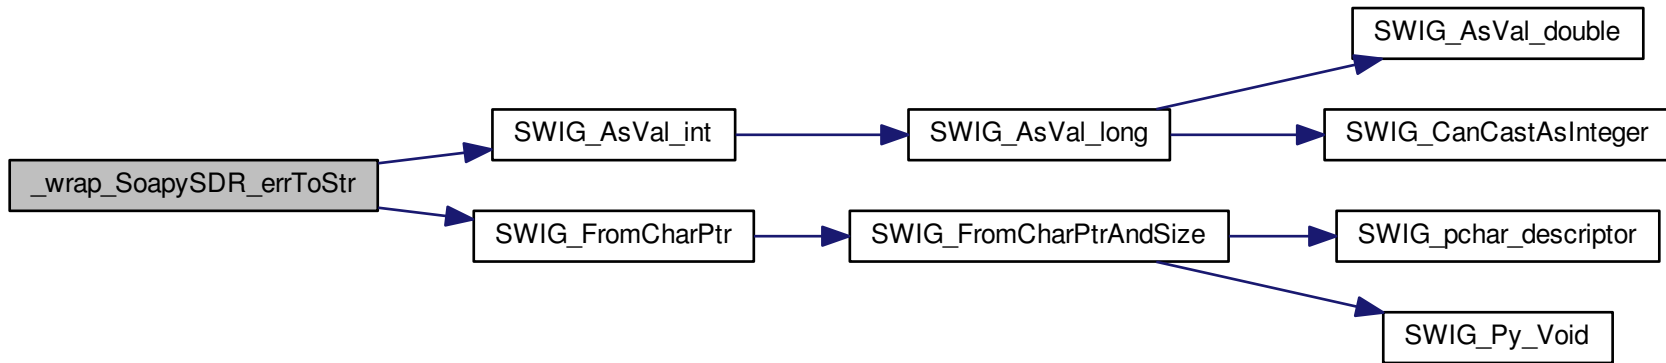 SWIG_AsVal_double
SWIG_AsVal_int
SWIG_AsVal_long
SWIG_CanCastAsInteger
_wrap_SoapySDR_errToStr
SWIG_FromCharPtr
SWIG_FromCharPtrAndSize
SWIG_pchar_descriptor
SWIG_Py_Void